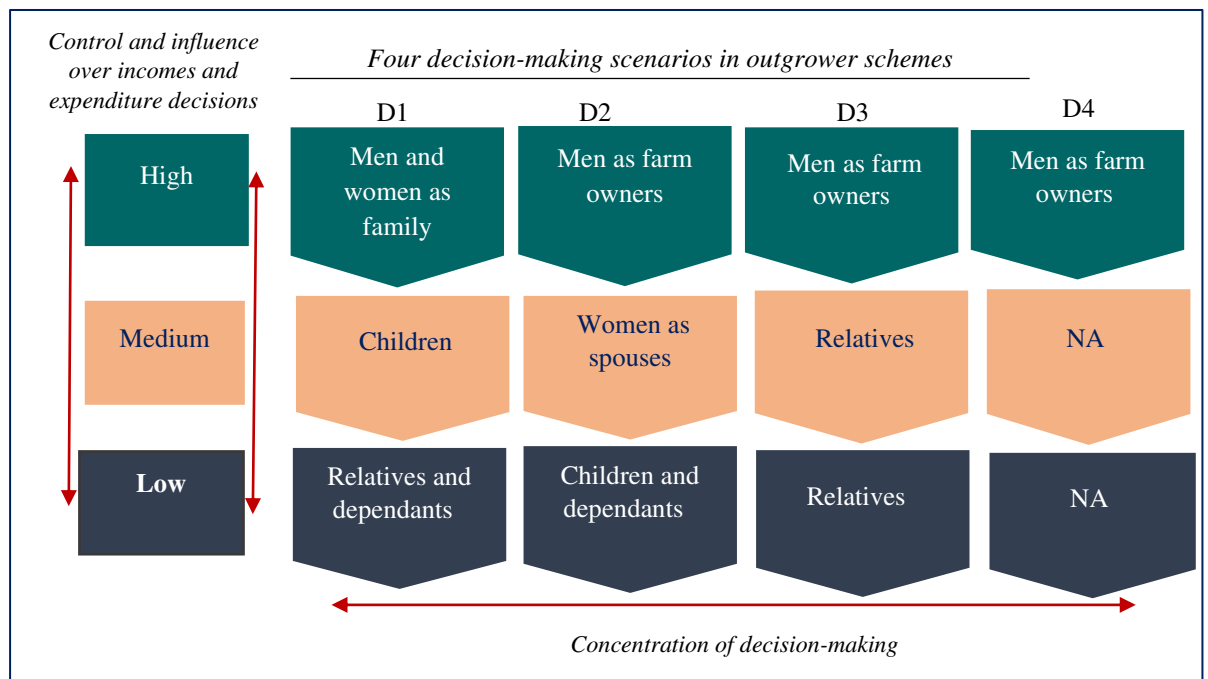 Control and influence
over incomes and
expenditure decisions
Four decision-making scenarios in outgrower schemes
D1
D2
D3
D4
High
Men and
women as
family
Men as farm
owners
Men as farm
owners
Men as farm
owners
Medium
Children
Women as
spouses
Relatives
NA
Low
Relatives and
dependants
Children and
dependants
Relatives
NA
Concentration of decision-making